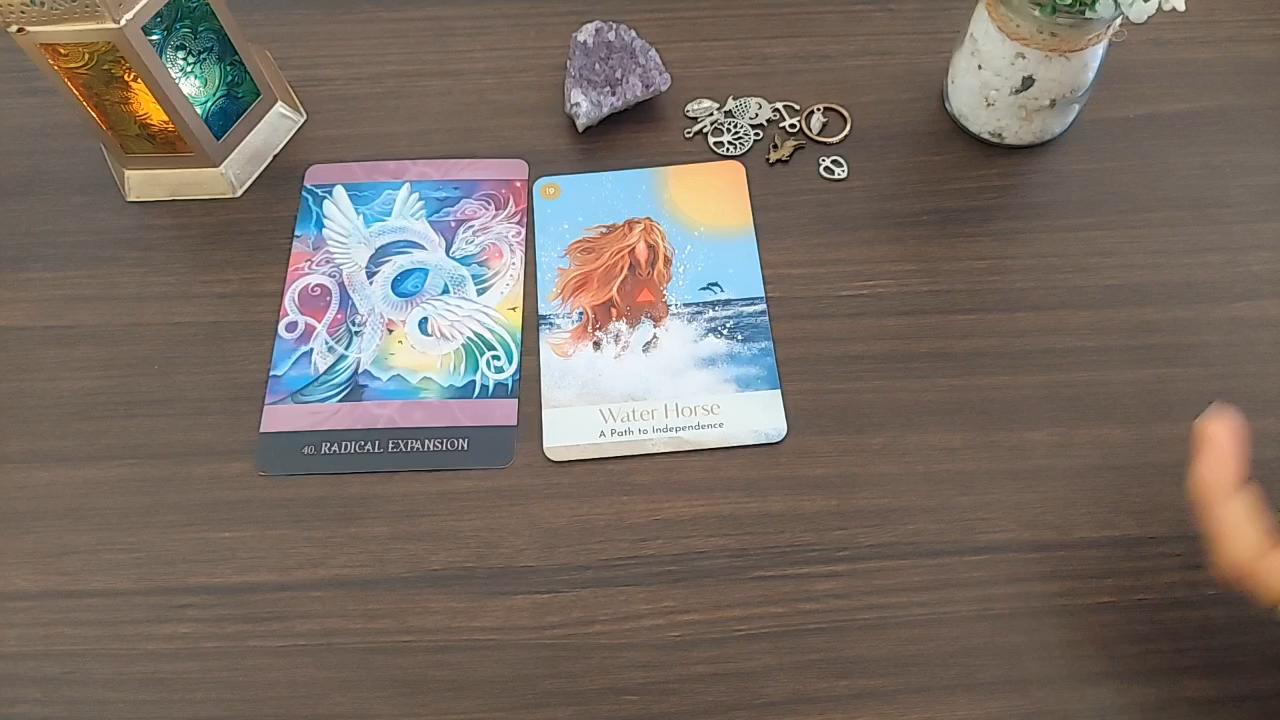 40. RADICAL EXPANSION
19
Water Horse
A Path to Independence